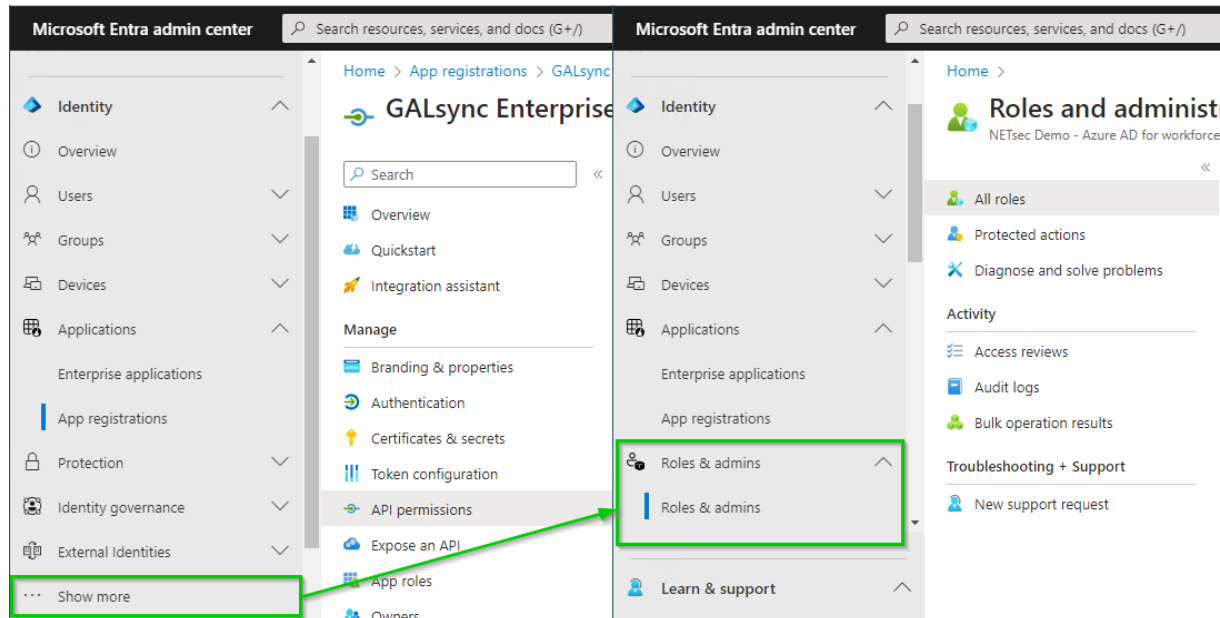 Microsoft Entra admin center
Search resources, services, and docs (G+/)
Identity
Overview
Users
Groups
Devices
Applications
Enterprise applications
App registrations
Protection
Identity governance
External Identities
Show more
Home > App registrations > GALsync
GALsync Enterprise
Search
Overview
Quickstart
Integration assistant
Manage
Branding & properties
Authentication
Certificates & secrets
Token configuration
API permissions
Expose an API
App roles
Owners
Microsoft Entra admin center
Search resources, services, and docs (G+/)
Identity
Overview
Users
Groups
Devices
Applications
Enterprise applications
App registrations
Roles & admins
Roles & admins
Learn & support
Home >
Roles and administ
NETsec Demo - Azure AD for workforce
All roles
Protected actions
Diagnose and solve problems
Activity
Access reviews
Audit logs
Bulk operation results
Troubleshooting + Support
New support request